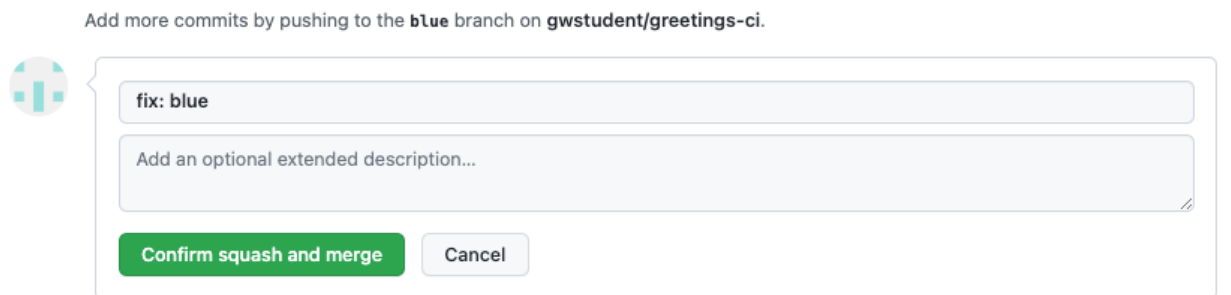 Add more commits by pushing to the blue branch on gwstudent/greetings-ci.
fix: blue
Add an optional extended description...
Confirm squash and merge
Cancel